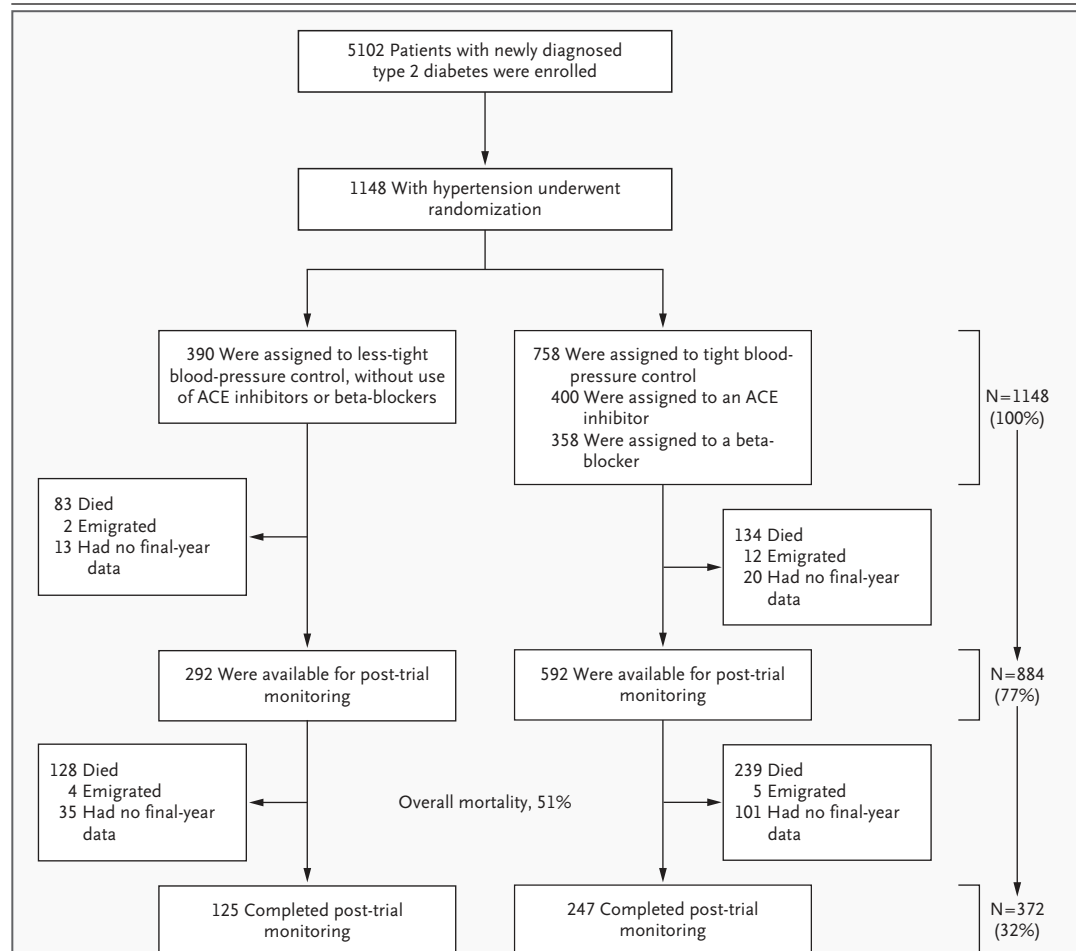 5102 Patients with newly diagnosed
type 2 diabetes were enrolled
1148 With hypertension underwent
randomization
390 Were assigned to less-tight
blood-pressure control, without use
of ACE inhibitors or beta-blockers
758 Were assigned to tight blood-
pressure control
400 Were assigned to an ACE
inhibitor
358 Were assigned to a beta-
blocker
N=1148
(100%)
83 Died
2 Emigrated
13 Had no final-year
data
134 Died
12 Emigrated
20 Had no final-year
data
292 Were available for post-trial
monitoring
592 Were available for post-trial
monitoring
N=884
(77%)
128 Died
4 Emigrated
35 Had no final-year
data
Overall mortality, 51%
239 Died
5 Emigrated
101 Had no final-year
data
125 Completed post-trial
monitoring
247 Completed post-trial
monitoring
N=372
(32%)